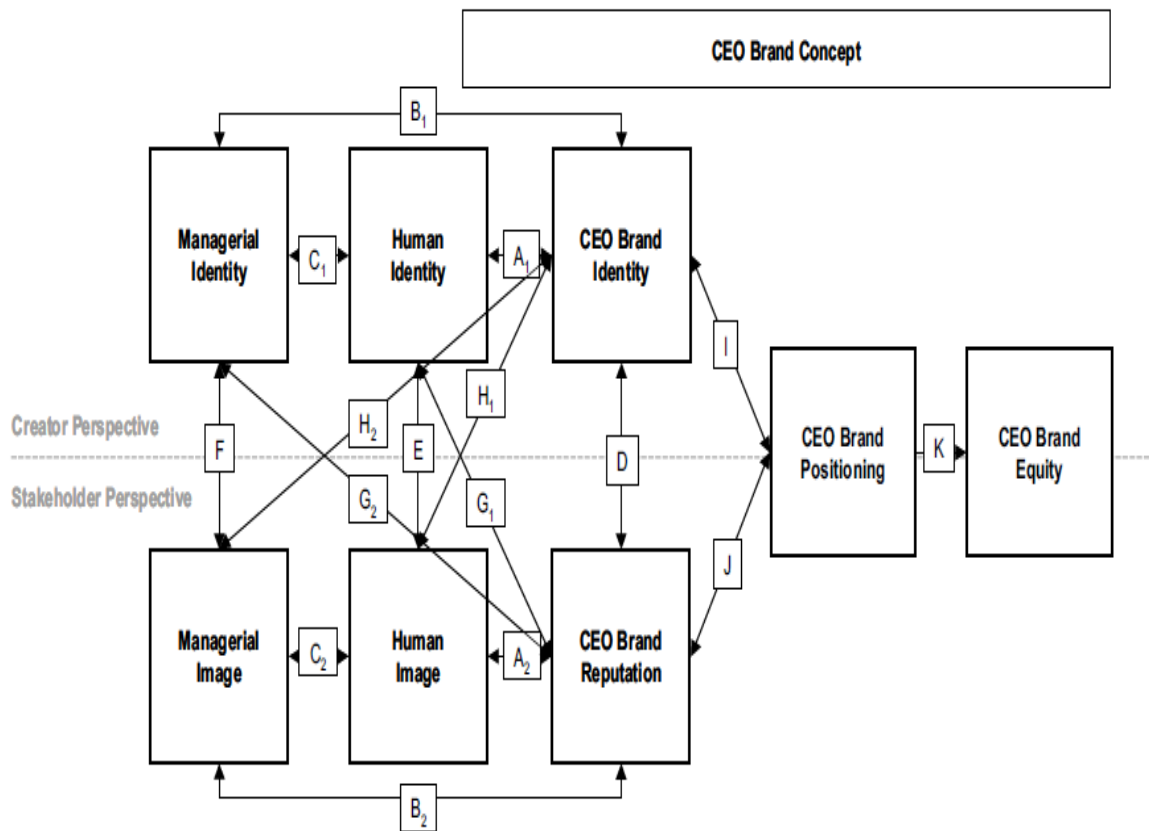 CEO Brand Concept
B₁
Managerial
Identity
C₁
Human
Identity
A₁
CEO Brand
Identity
I
H₁
H₂
Creator Perspective
F
E
D
CEO Brand
Positioning
K
CEO Brand
Equity
Stakeholder Perspective
G₂
G₁
J
Managerial
Image
C₂
Human
Image
A₂
CEO Brand
Reputation
B₂